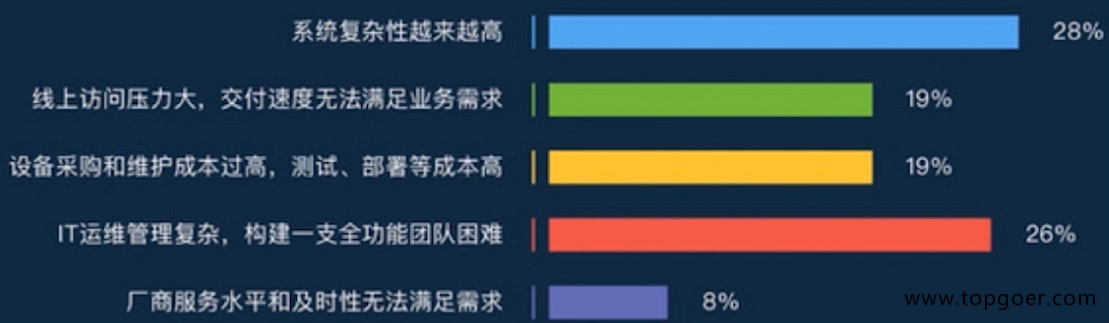 系统复杂性越来越高 28%
线上访问压力大，交付速度无法满足业务需求 19%
设备采购和维护成本过高，测试、部署等成本高 19%
IT运维管理复杂，构建一支全功能团队困难 26%
厂商服务水平和及时性无法满足需求 8%
www.topgoer.com